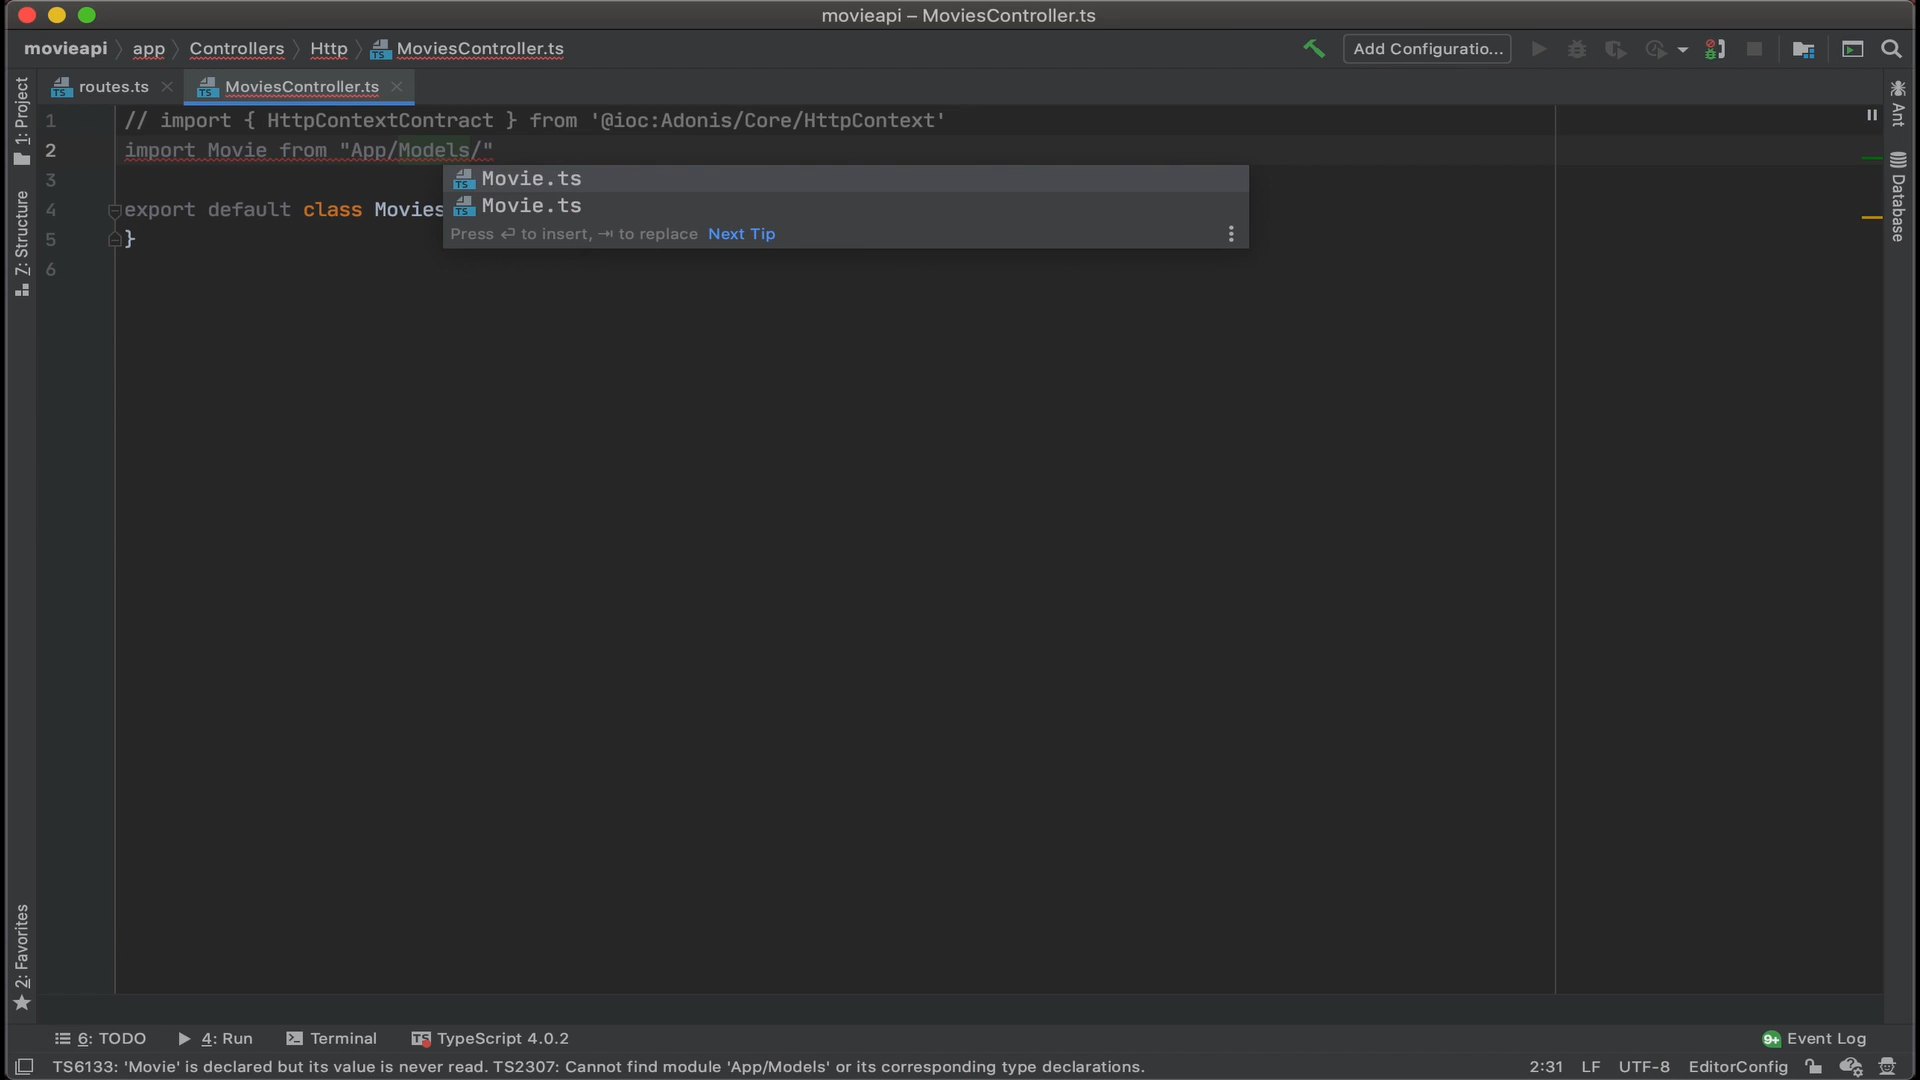 movieapi – MoviesController.ts
movieapi app Controllers Http MoviesController.ts Add Configuratio...
routes.ts MoviesController.ts
1: Project
Z: Structure
2: Favorites
Ant
Database
1 // import { HttpContextContract } from '@ioc:Adonis/Core/HttpContext'
2 import Movie from "App/Models/"
3
4 export default class Movies
5 }
6
Movie.ts
Movie.ts
Press ↵ to insert, ⇥ to replace Next Tip
6: TODO 4: Run Terminal TypeScript 4.0.2 9+ Event Log
TS6133: 'Movie' is declared but its value is never read. TS2307: Cannot find module 'App/Models' or its corresponding type declarations. 2:31 LF UTF-8 EditorConfig